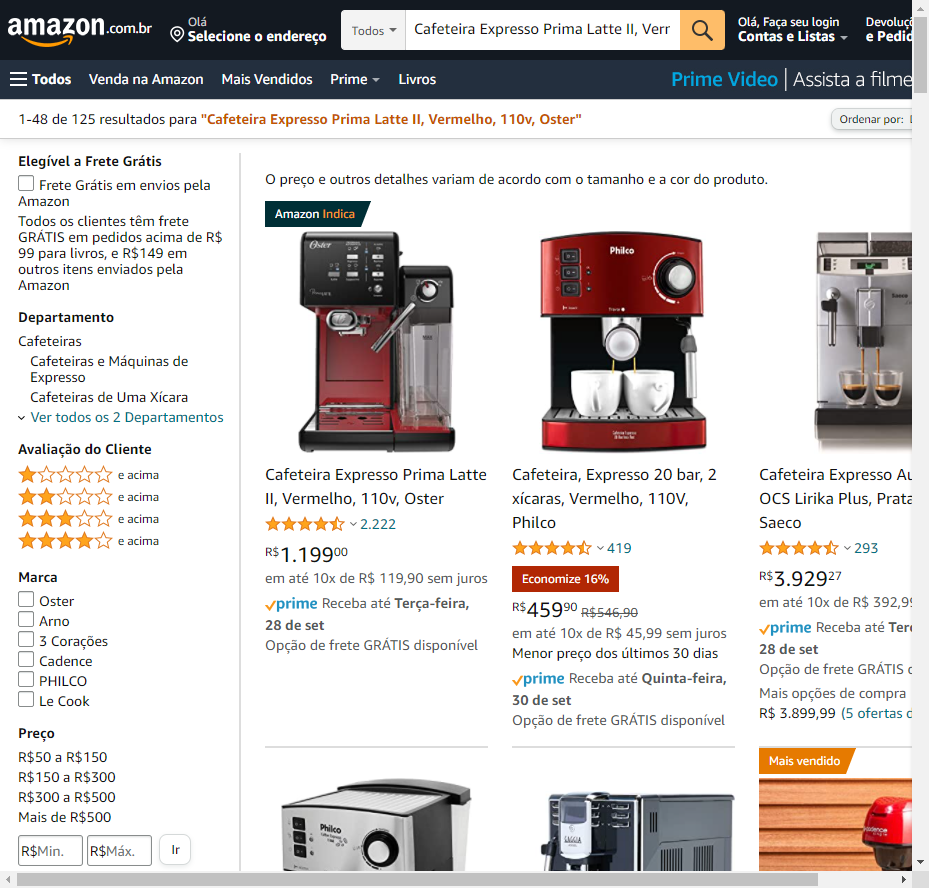 amazon.com.br
Olá
Selecione o endereço
Todos
Cafeteira Expresso Prima Latte II, Verr
Olá, Faça seu login
Contas e Listas
Devoluç
e Pedid
Todos
Venda na Amazon
Mais Vendidos
Prime
Livros
Prime Video | Assista a filme
1-48 de 125 resultados para "Cafeteira Expresso Prima Latte II, Vermelho, 110v, Oster"
Ordenar por:
Elegível a Frete Grátis
Frete Grátis em envios pela
Amazon
Todos os clientes têm frete
GRÁTIS em pedidos acima de R$
99 para livros, e R$149 em
outros itens enviados pela
Amazon
Departamento
Cafeteiras
Cafeteiras e Máquinas de
Expresso
Cafeteiras de Uma Xícara
Ver todos os 2 Departamentos
Avaliação do Cliente
e acima
e acima
e acima
e acima
Marca
Oster
Arno
3 Corações
Cadence
PHILCO
Le Cook
Preço
R$50 a R$150
R$150 a R$300
R$300 a R$500
Mais de R$500
R$Min.
R$Máx.
Ir
O preço e outros detalhes variam de acordo com o tamanho e a cor do produto.
Amazon Indica
Oster
Cafeteira Expresso Prima Latte
II, Vermelho, 110v, Oster
2.222
R$1.19900
em até 10x de R$ 119,90 sem juros
prime Receba até Terça-feira,
28 de set
Opção de frete GRÁTIS disponível
Philco
Cafeteira, Expresso 20 bar, 2
xícaras, Vermelho, 110V,
Philco
419
Economize 16%
R$45990 R$546,90
em até 10x de R$ 45,99 sem juros
Menor preço dos últimos 30 dias
prime Receba até Quinta-feira,
30 de set
Opção de frete GRÁTIS disponível
Cafeteira Expresso Au
OCS Lirika Plus, Prata
Saeco
293
R$3.92927
em até 10x de R$ 392,9
prime Receba até Terç
28 de set
Opção de frete GRÁTIS d
Mais opções de compra
R$ 3.899,99 (5 ofertas d
Philco
GAGGIA
Mais vendido
cadence